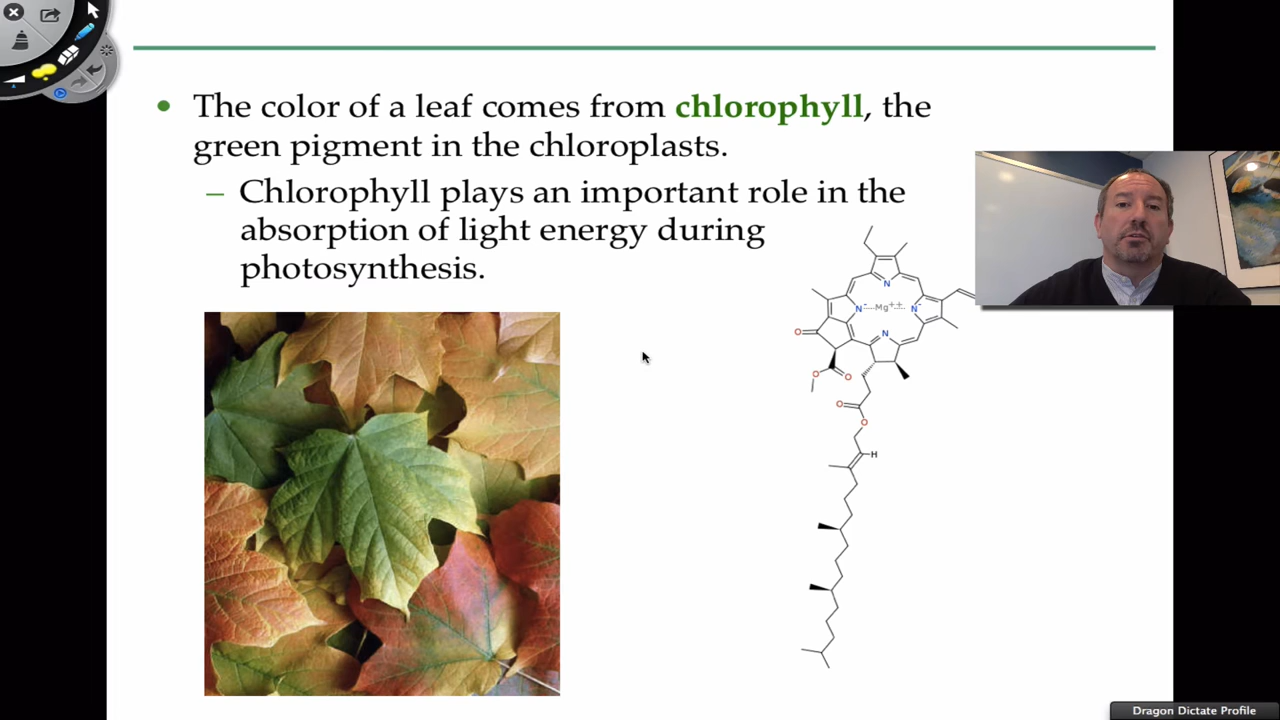 • The color of a leaf comes from chlorophyll, the
green pigment in the chloroplasts.
– Chlorophyll plays an important role in the
absorption of light energy during
photosynthesis.
N
N⁻ Mg⁺⁺ N⁻
N
O
O O
O
O
H
Dragon Dictate Profile